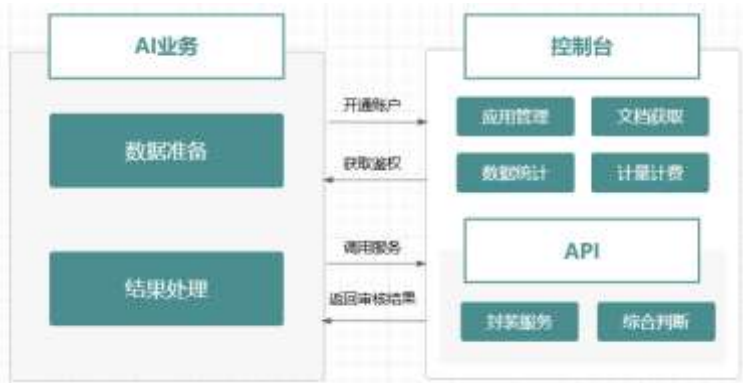 AI业务
控制台
开通账户
应用管理
文档获取
数据准备
获取鉴权
数据统计
计量计费
调用服务
API
结果处理
返回审核结果
封装服务
综合判断